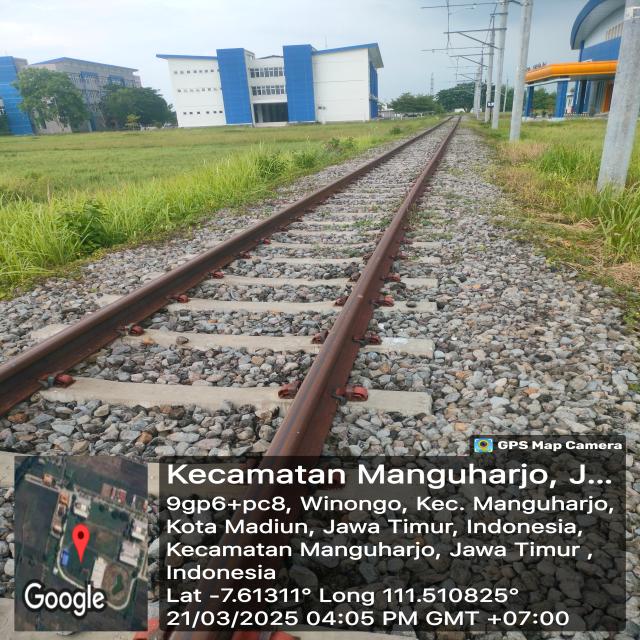 GPS Map Camera
Kecamatan Manguharjo, J...
9gp6+pc8, Winongo, Kec. Manguharjo,
Kota Madiun, Jawa Timur, Indonesia,
Kecamatan Manguharjo, Jawa Timur ,
Indonesia
Lat -7.61311° Long 111.510825°
21/03/2025 04:05 PM GMT +07:00
Google